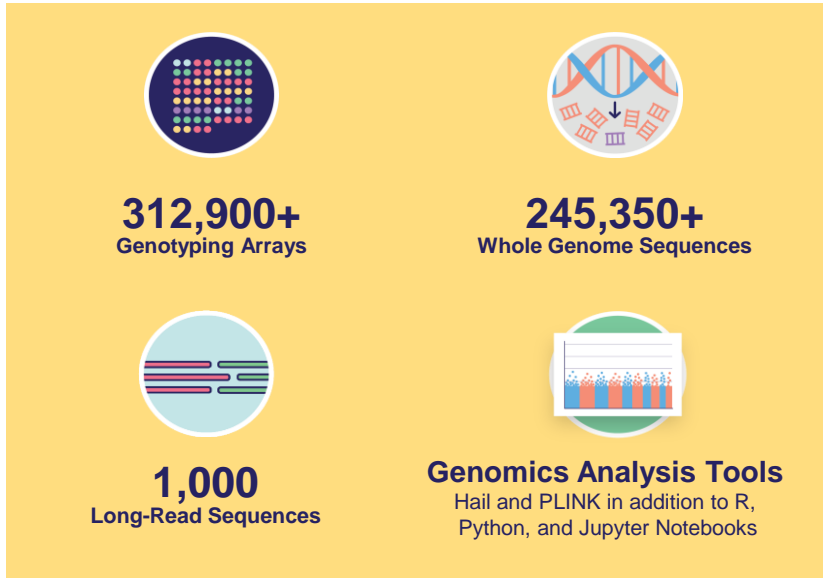 312,900+
Genotyping Arrays
245,350+
Whole Genome Sequences
1,000
Long-Read Sequences
Genomics Analysis Tools
Hail and PLINK in addition to R,
Python, and Jupyter Notebooks